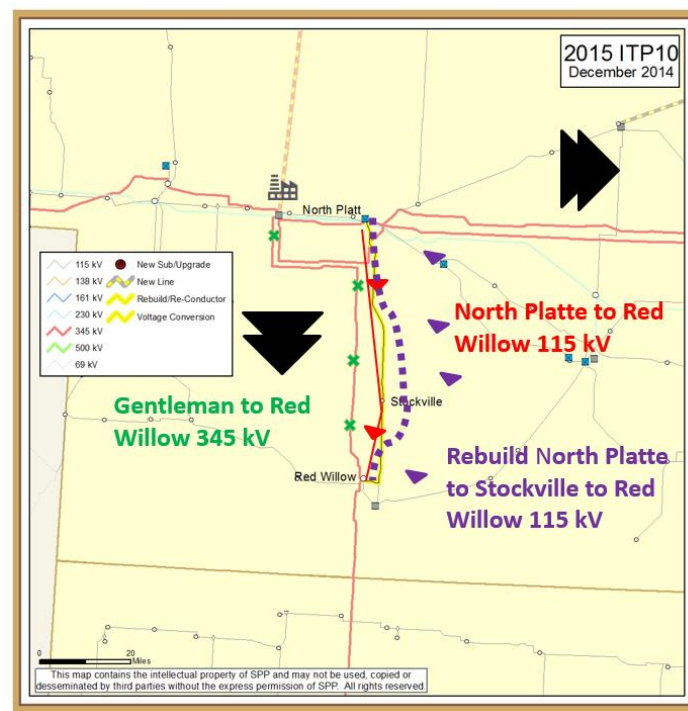 2015 ITP10
December 2014
North Platt
115 kV
138 kV
161 kV
230 kV
345 kV
500 kV
69 kV
New Sub/Upgrade
New Line
Rebuild/Re-Conductor
Voltage Conversion
North Platte to Red
Willow 115 kV
Gentleman to Red
Willow 345 kV
Stockville
Red Willow
Rebuild North Platte
to Stockville to Red
Willow 115 kV
0 20
Miles
This map contains the intellectual property of SPP and may not be used, copied or
desseminated by third parties without the express permission of SPP. All rights reserved.